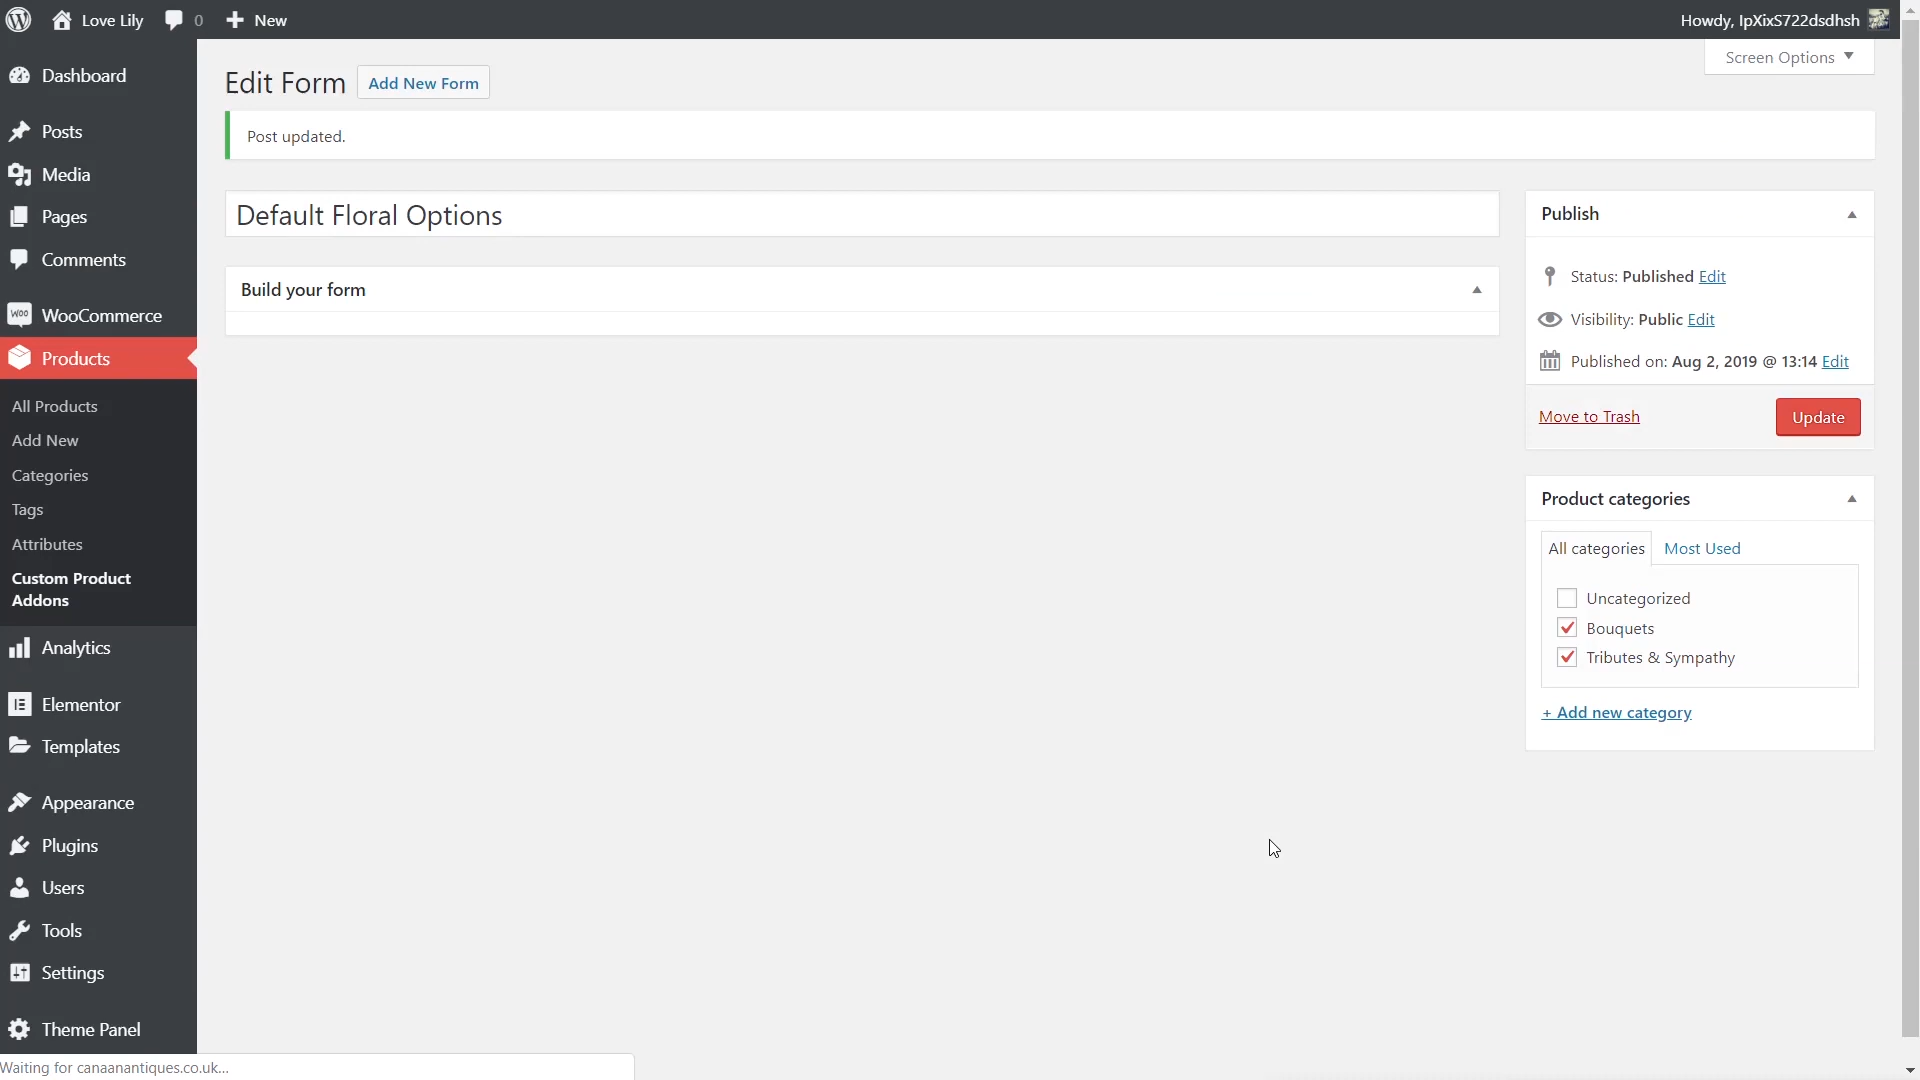 Love Lily
0
New
Howdy, IpXixS722dsdhsh
Screen Options
Dashboard
Posts
Media
Pages
Comments
WOO
WooCommerce
Products
All Products
Add New
Categories
Tags
Attributes
Custom Product
Addons
Analytics
Elementor
Templates
Appearance
Plugins
Users
Tools
Settings
Theme Panel
Waiting for canaanantiques.co.uk...
Edit Form
Add New Form
Post updated.
Default Floral Options
Build your form
Publish
Status: Published Edit
Visibility: Public Edit
Published on: Aug 2, 2019 @ 13:14 Edit
Move to Trash
Update
Product categories
All categories
Most Used
Uncategorized
Bouquets
Tributes & Sympathy
+ Add new category